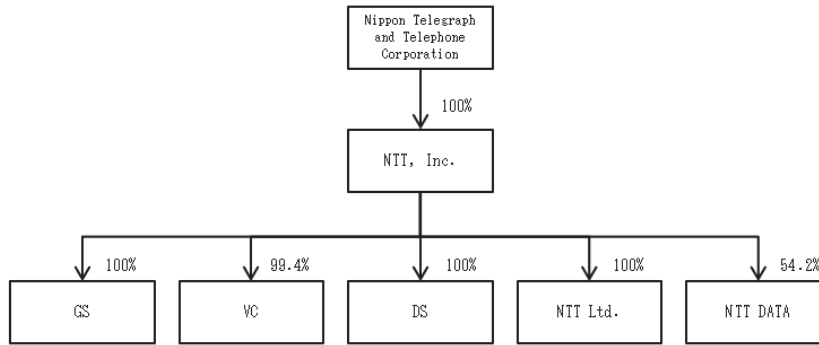 Nippon Telegraph
and Telephone
Corporation
100%
NTT, Inc.
100%
99.4%
100%
100%
54.2%
GS
VC
DS
NTT Ltd.
NTT DATA